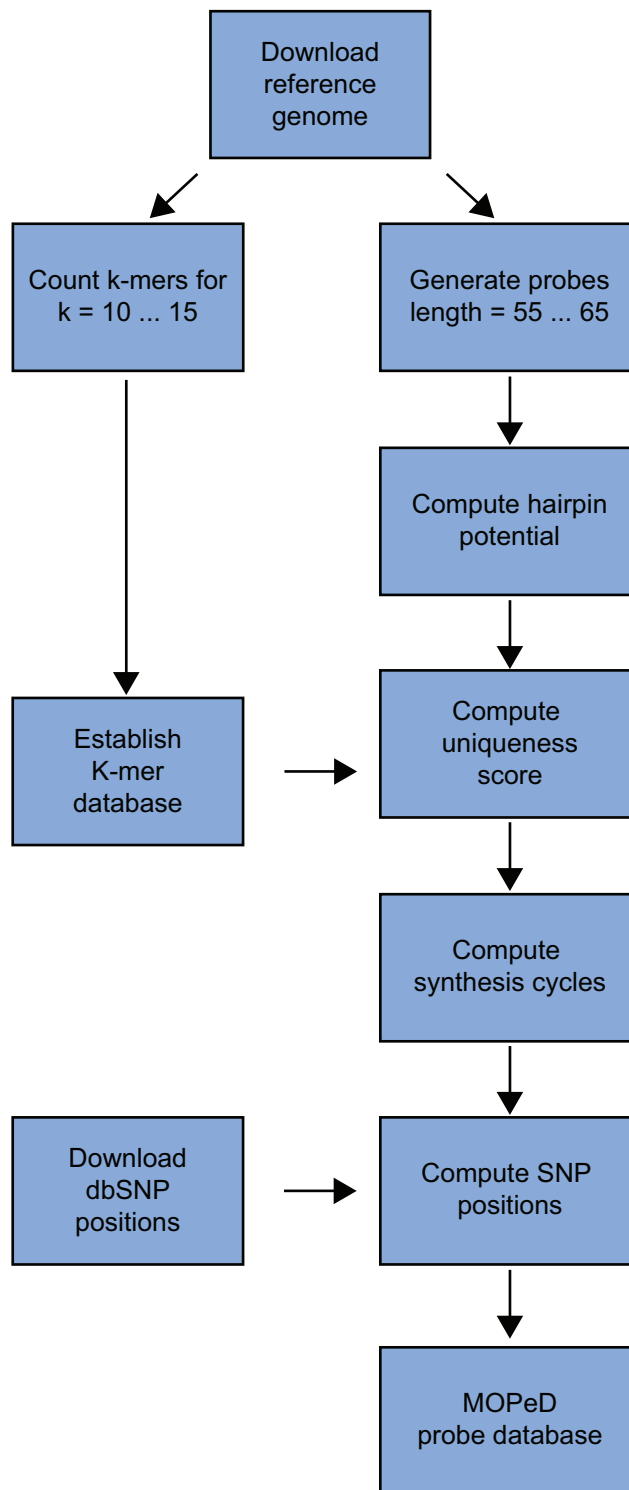 Download
reference
genome
Count k-mers for
k = 10 ... 15
Generate probes
length = 55 ... 65
Compute hairpin
potential
Establish
K-mer
database
Compute
uniqueness
score
Compute
synthesis cycles
Download
dbSNP
positions
Compute SNP
positions
MOPeD
probe database